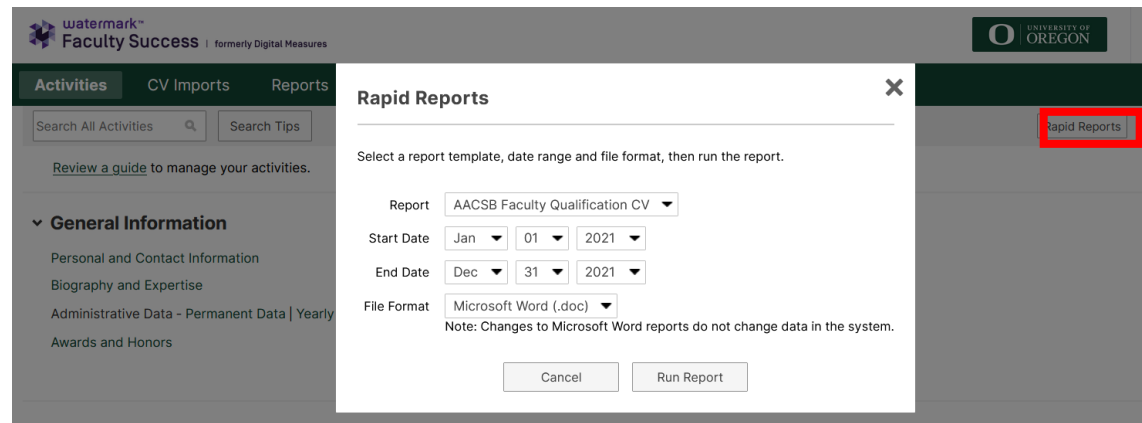 watermark™
Faculty Success | formerly Digital Measures
O UNIVERSITY OF OREGON
Activities CV Imports Reports
Search All Activities Search Tips Rapid Reports
Review a guide to manage your activities.
General Information
Personal and Contact Information
Biography and Expertise
Administrative Data - Permanent Data | Yearly
Awards and Honors
Rapid Reports
Select a report template, date range and file format, then run the report.
Report AACSB Faculty Qualification CV
Start Date Jan 01 2021
End Date Dec 31 2021
File Format Microsoft Word (.doc)
Note: Changes to Microsoft Word reports do not change data in the system.
Cancel Run Report